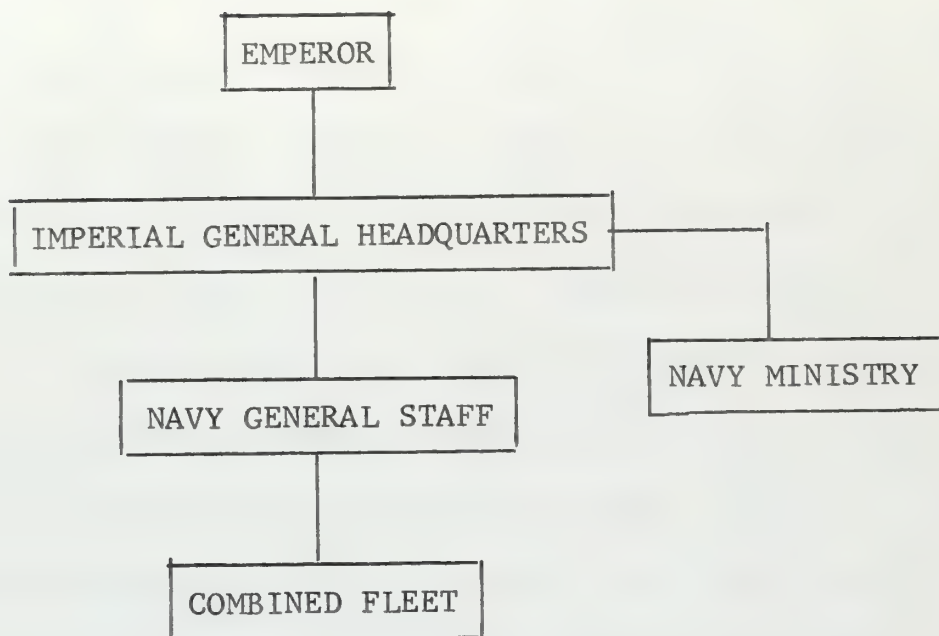 EMPEROR
IMPERIAL GENERAL HEADQUARTERS
NAVY MINISTRY
NAVY GENERAL STAFF
COMBINED FLEET